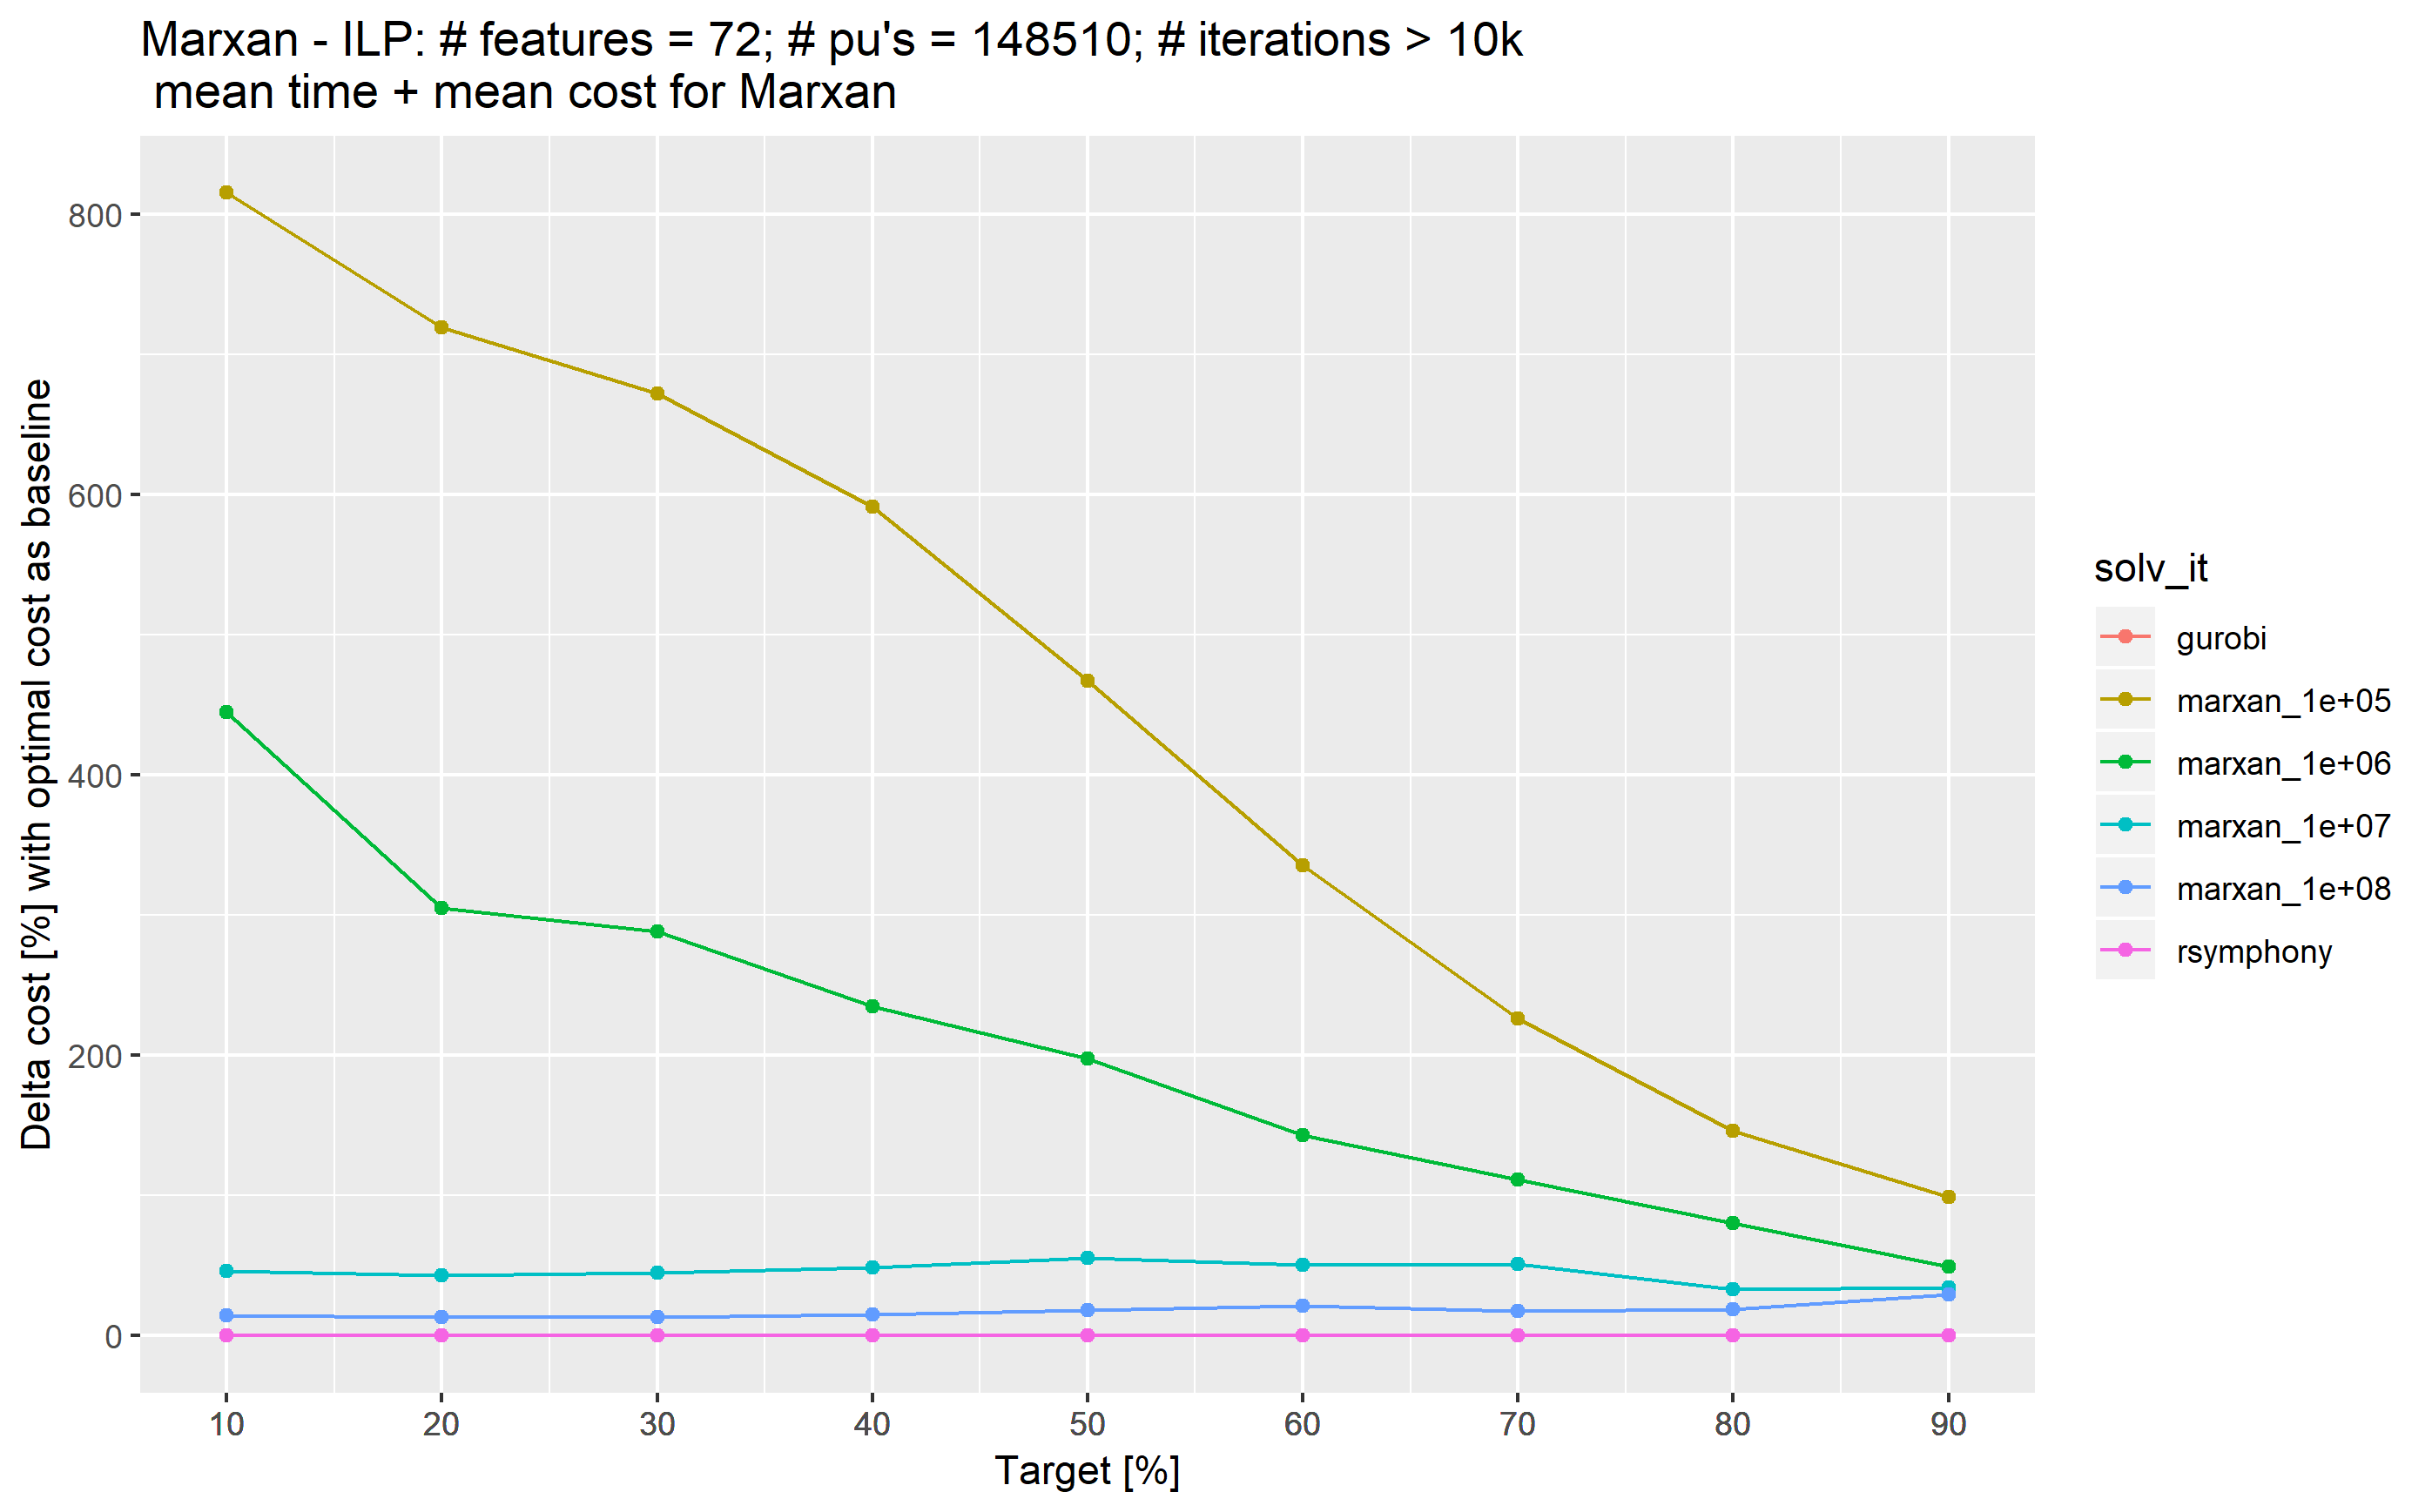 Marxan - ILP: # features = 72; # pu's = 148510; # iterations > 10k
mean time + mean cost for Marxan
Delta cost [%] with optimal cost as baseline
800
600
400
200
0
10 20 30 40 50 60 70 80 90
Target [%]
solv_it
gurobi
marxan_1e+05
marxan_1e+06
marxan_1e+07
marxan_1e+08
rsymphony